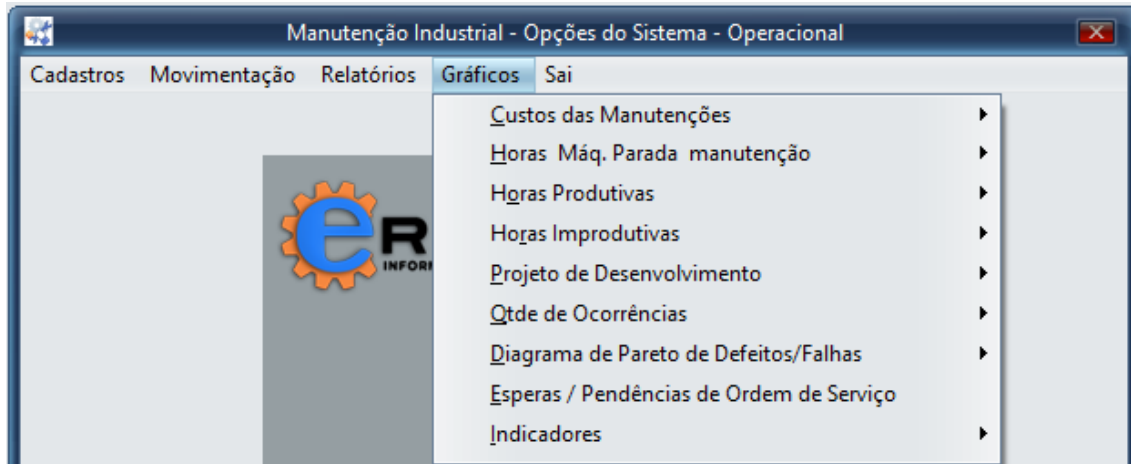 Manutenção Industrial - Opções do Sistema - Operacional
Cadastros Movimentação Relatórios Gráficos Sai
Custos das Manutenções
Horas Máq. Parada manutenção
Horas Produtivas
Horas Improdutivas
Projeto de Desenvolvimento
Qtde de Ocorrências
Diagrama de Pareto de Defeitos/Falhas
Esperas / Pendências de Ordem de Serviço
Indicadores
eR
INFOR